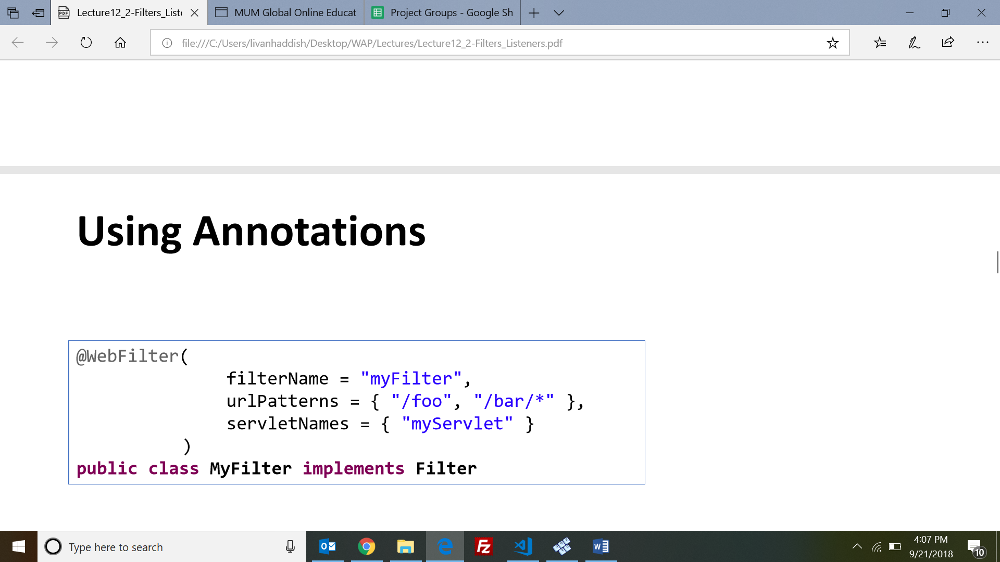 Lecture12_2-Filters_Liste
MUM Global Online Educat
Project Groups - Google Sh
file:///C:/Users/livanhaddish/Desktop/WAP/Lectures/Lecture12_2-Filters_Listeners.pdf
Using Annotations
@WebFilter(
filterName = "myFilter",
urlPatterns = { "/foo", "/bar/*" },
servletNames = { "myServlet" }
)
public class MyFilter implements Filter
Type here to search
4:07 PM
9/21/2018
10